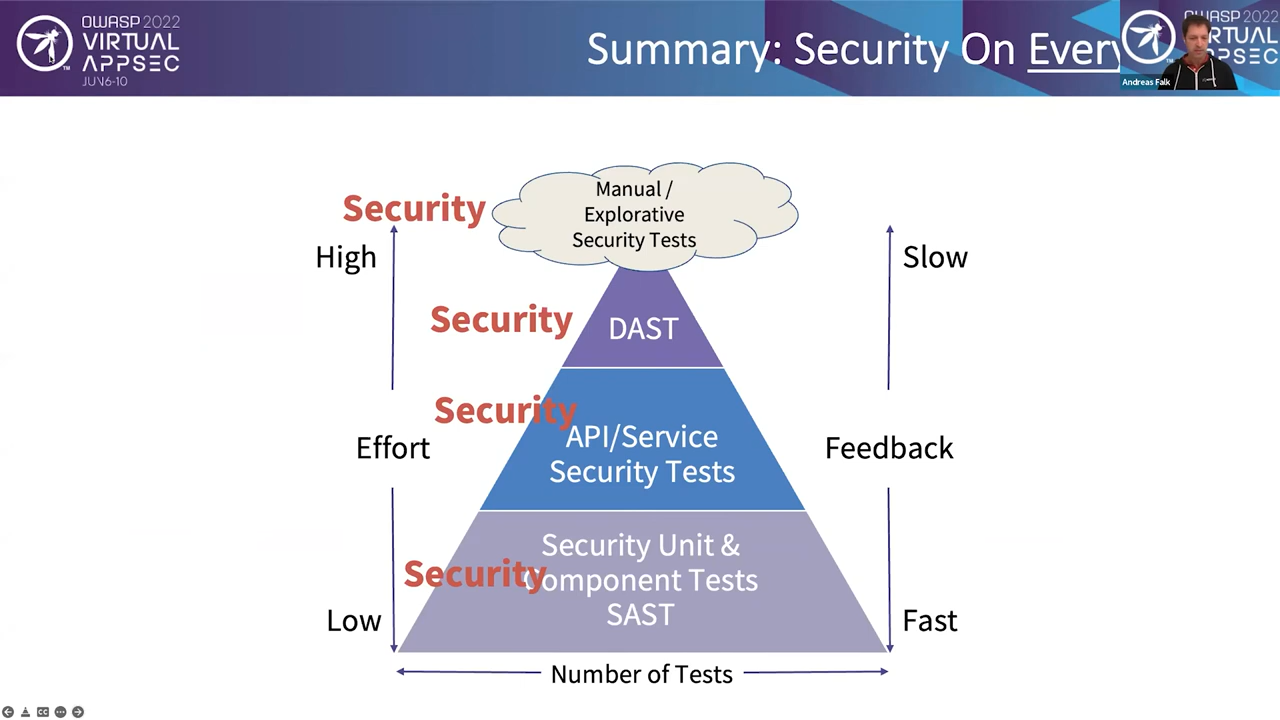 OWASP 2022
VIRTUAL
APPSEC
JUN 6-10
TM
Summary: Security On Every
OWASP 2022
VIRTUAL
APPSEC
Andreas Falk
Manual /
Explorative
Security Tests
Security
High
Slow
Security
DAST
Security
API/Service
Security Tests
Effort
Feedback
Security Unit &
Component Tests
SAST
Security
Low
Fast
Number of Tests
CC